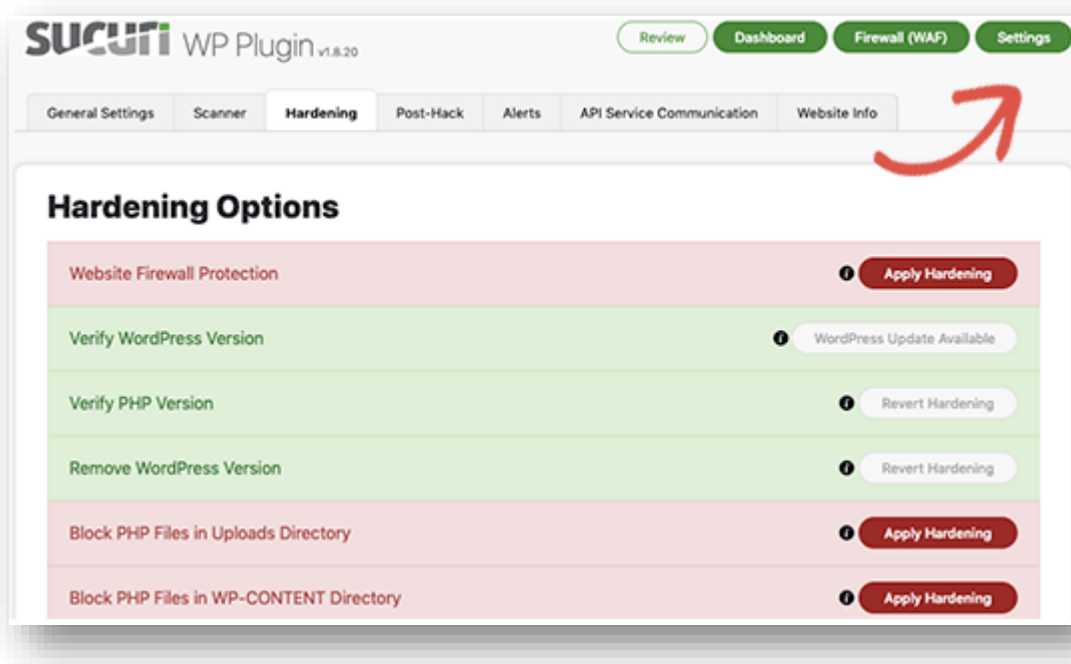 SUCURI WP Plugin v1.8.20
Review Dashboard Firewall (WAF) Settings
General Settings Scanner Hardening Post-Hack Alerts API Service Communication Website Info
Hardening Options
Website Firewall Protection i Apply Hardening
Verify WordPress Version i WordPress Update Available
Verify PHP Version i Revert Hardening
Remove WordPress Version i Revert Hardening
Block PHP Files in Uploads Directory i Apply Hardening
Block PHP Files in WP-CONTENT Directory i Apply Hardening